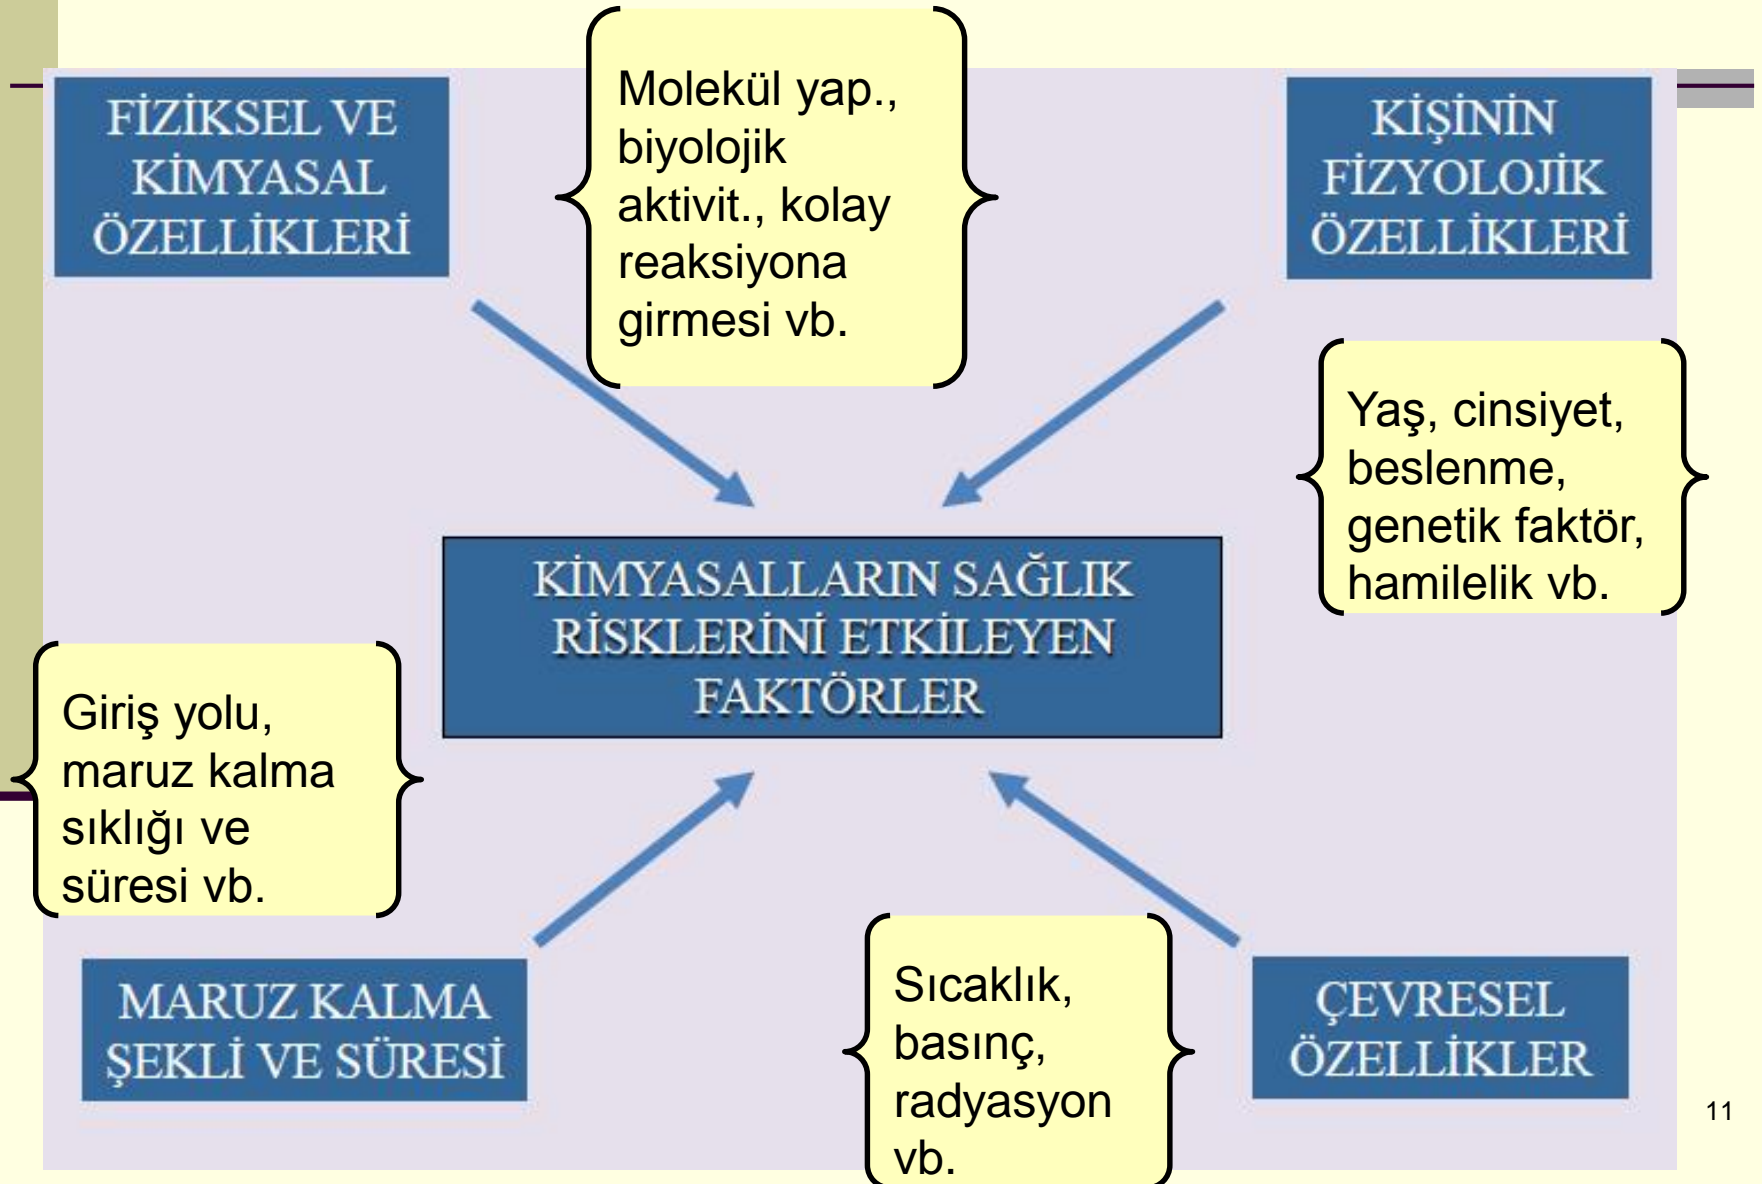 FİZİKSEL VE
KİMYASAL
ÖZELLİKLERİ
Molekül yap.,
biyolojik
aktivit., kolay
reaksiyona
girmesi vb.
KİŞİNİN
FİZYOLOJİK
ÖZELLİKLERİ
Yaş, cinsiyet,
beslenme,
genetik faktör,
hamilelik vb.
KİMYASALLARIN SAĞLIK
RİSKLERİNİ ETKİLEYEN
FAKTÖRLER
Giriş yolu,
maruz kalma
sıklığı ve
süresi vb.
MARUZ KALMA
ŞEKLİ VE SÜRESİ
Sıcaklık,
basınç,
radyasyon
vb.
ÇEVRESEL
ÖZELLİKLER
11